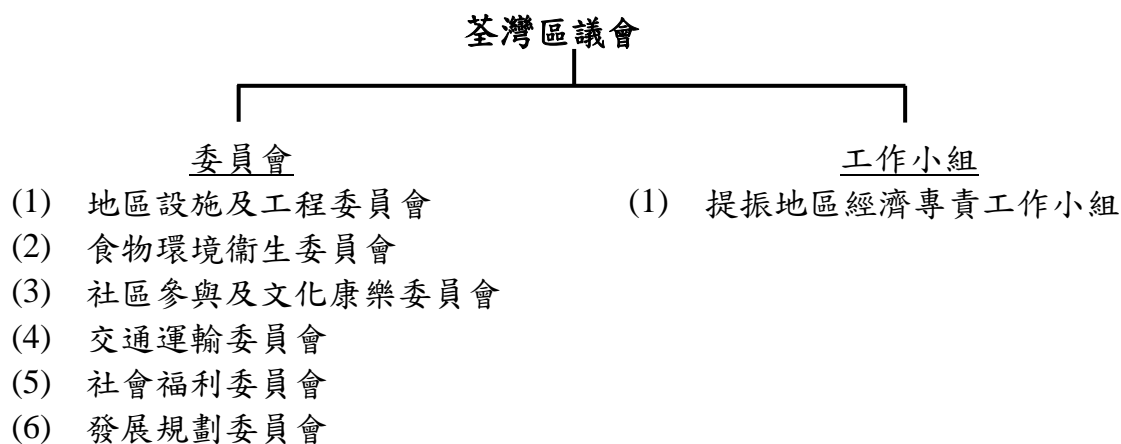 荃灣區議會
委員會
(1) 地區設施及工程委員會
(2) 食物環境衞生委員會
(3) 社區參與及文化康樂委員會
(4) 交通運輸委員會
(5) 社會福利委員會
(6) 發展規劃委員會
工作小組
(1) 提振地區經濟專責工作小組